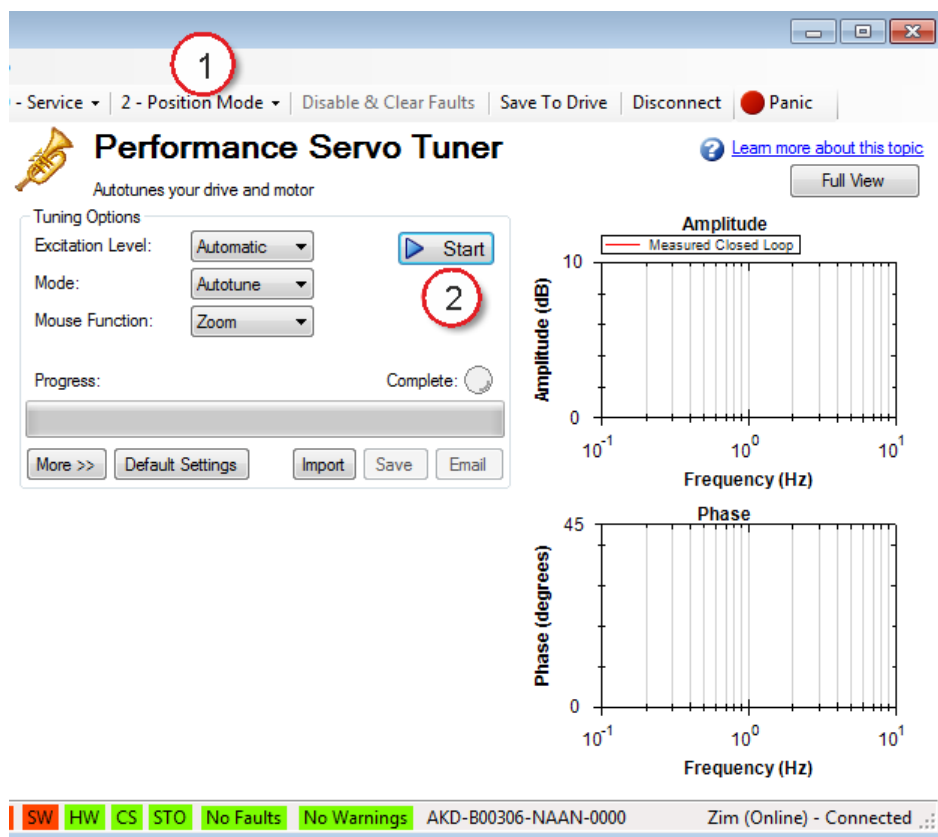 1
- Service 2 - Position Mode Disable & Clear Faults Save To Drive Disconnect Panic
Performance Servo Tuner
Learn more about this topic
Autotunes your drive and motor
Full View
Tuning Options
Excitation Level: Automatic Start
Mode: Autotune
2
Mouse Function: Zoom
Progress: Complete:
More >> Default Settings Import Save Email
Amplitude
Measured Closed Loop
10
Amplitude (dB)
0
10⁻¹ 10⁰ 10¹
Frequency (Hz)
Phase
45
Phase (degrees)
0
10⁻¹ 10⁰ 10¹
Frequency (Hz)
SW HW CS STO No Faults No Warnings AKD-B00306-NAAN-0000 Zim (Online) - Connected